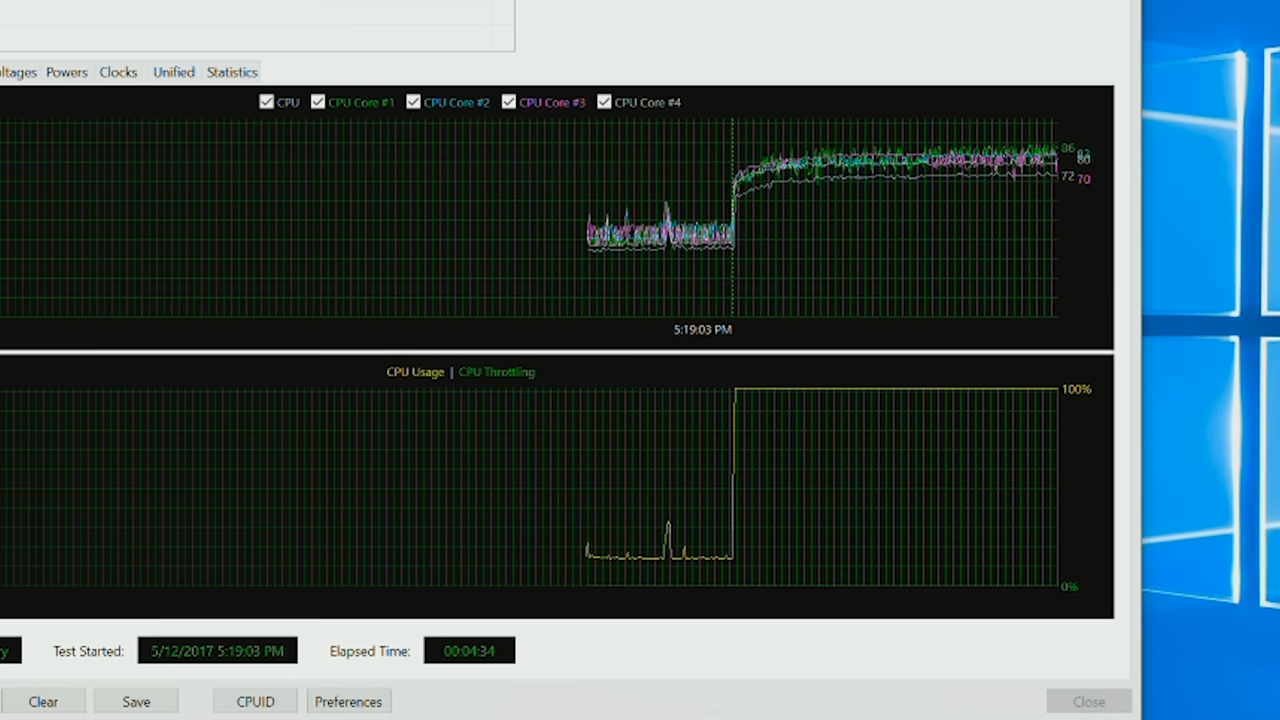 ltages Powers Clocks Unified Statistics
CPU CPU Core #1 CPU Core #2 CPU Core #3 CPU Core #4
86
80
72 70
5:19:03 PM
CPU Usage | CPU Throttling
100%
0%
y Test Started: 5/12/2017 5:19:03 PM Elapsed Time: 00:04:34
Clear Save CPUID Preferences Close